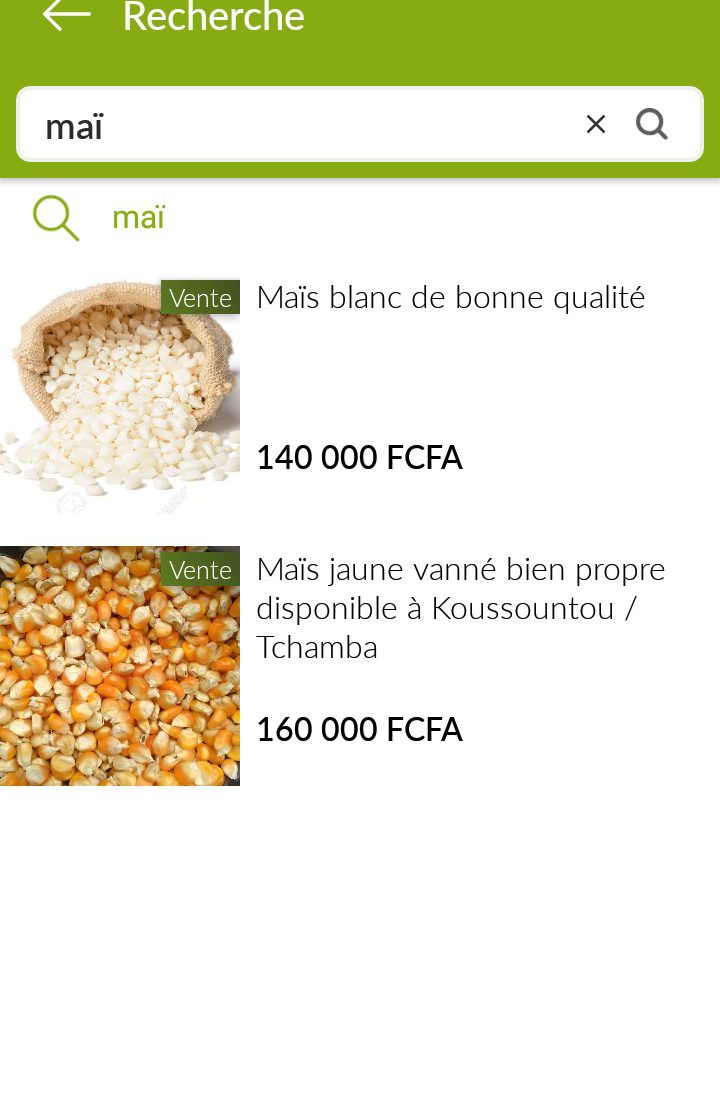 Recherche
maï
maï
Vente
Maïs blanc de bonne qualité
140 000 FCFA
Vente
Maïs jaune vanné bien propre
disponible à Koussountou /
Tchamba
160 000 FCFA